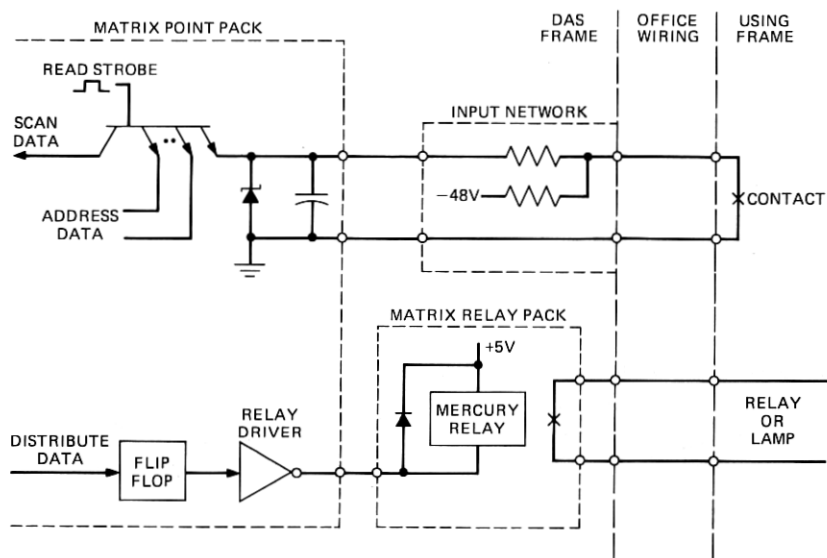 MATRIX POINT PACK
DAS
FRAME
OFFICE
WIRING
USING
FRAME
READ STROBE
INPUT NETWORK
SCAN
DATA
−48V
CONTACT
ADDRESS
DATA
MATRIX RELAY PACK
+5V
MERCURY
RELAY
RELAY
DRIVER
RELAY
OR
LAMP
DISTRIBUTE
DATA
FLIP
FLOP